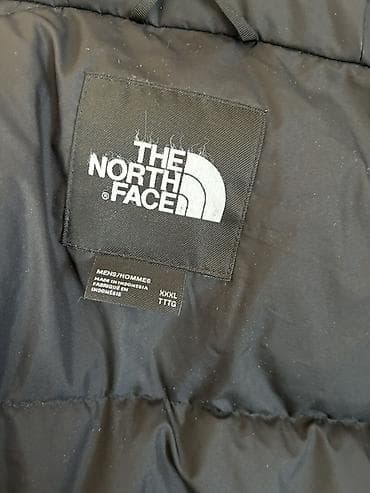 THE
NORTH
® FACE
MENS/HOMMES
MADE IN INDONESIA
FABRIQUÉ EN
INDONÉSIE
XXXL
TTTG